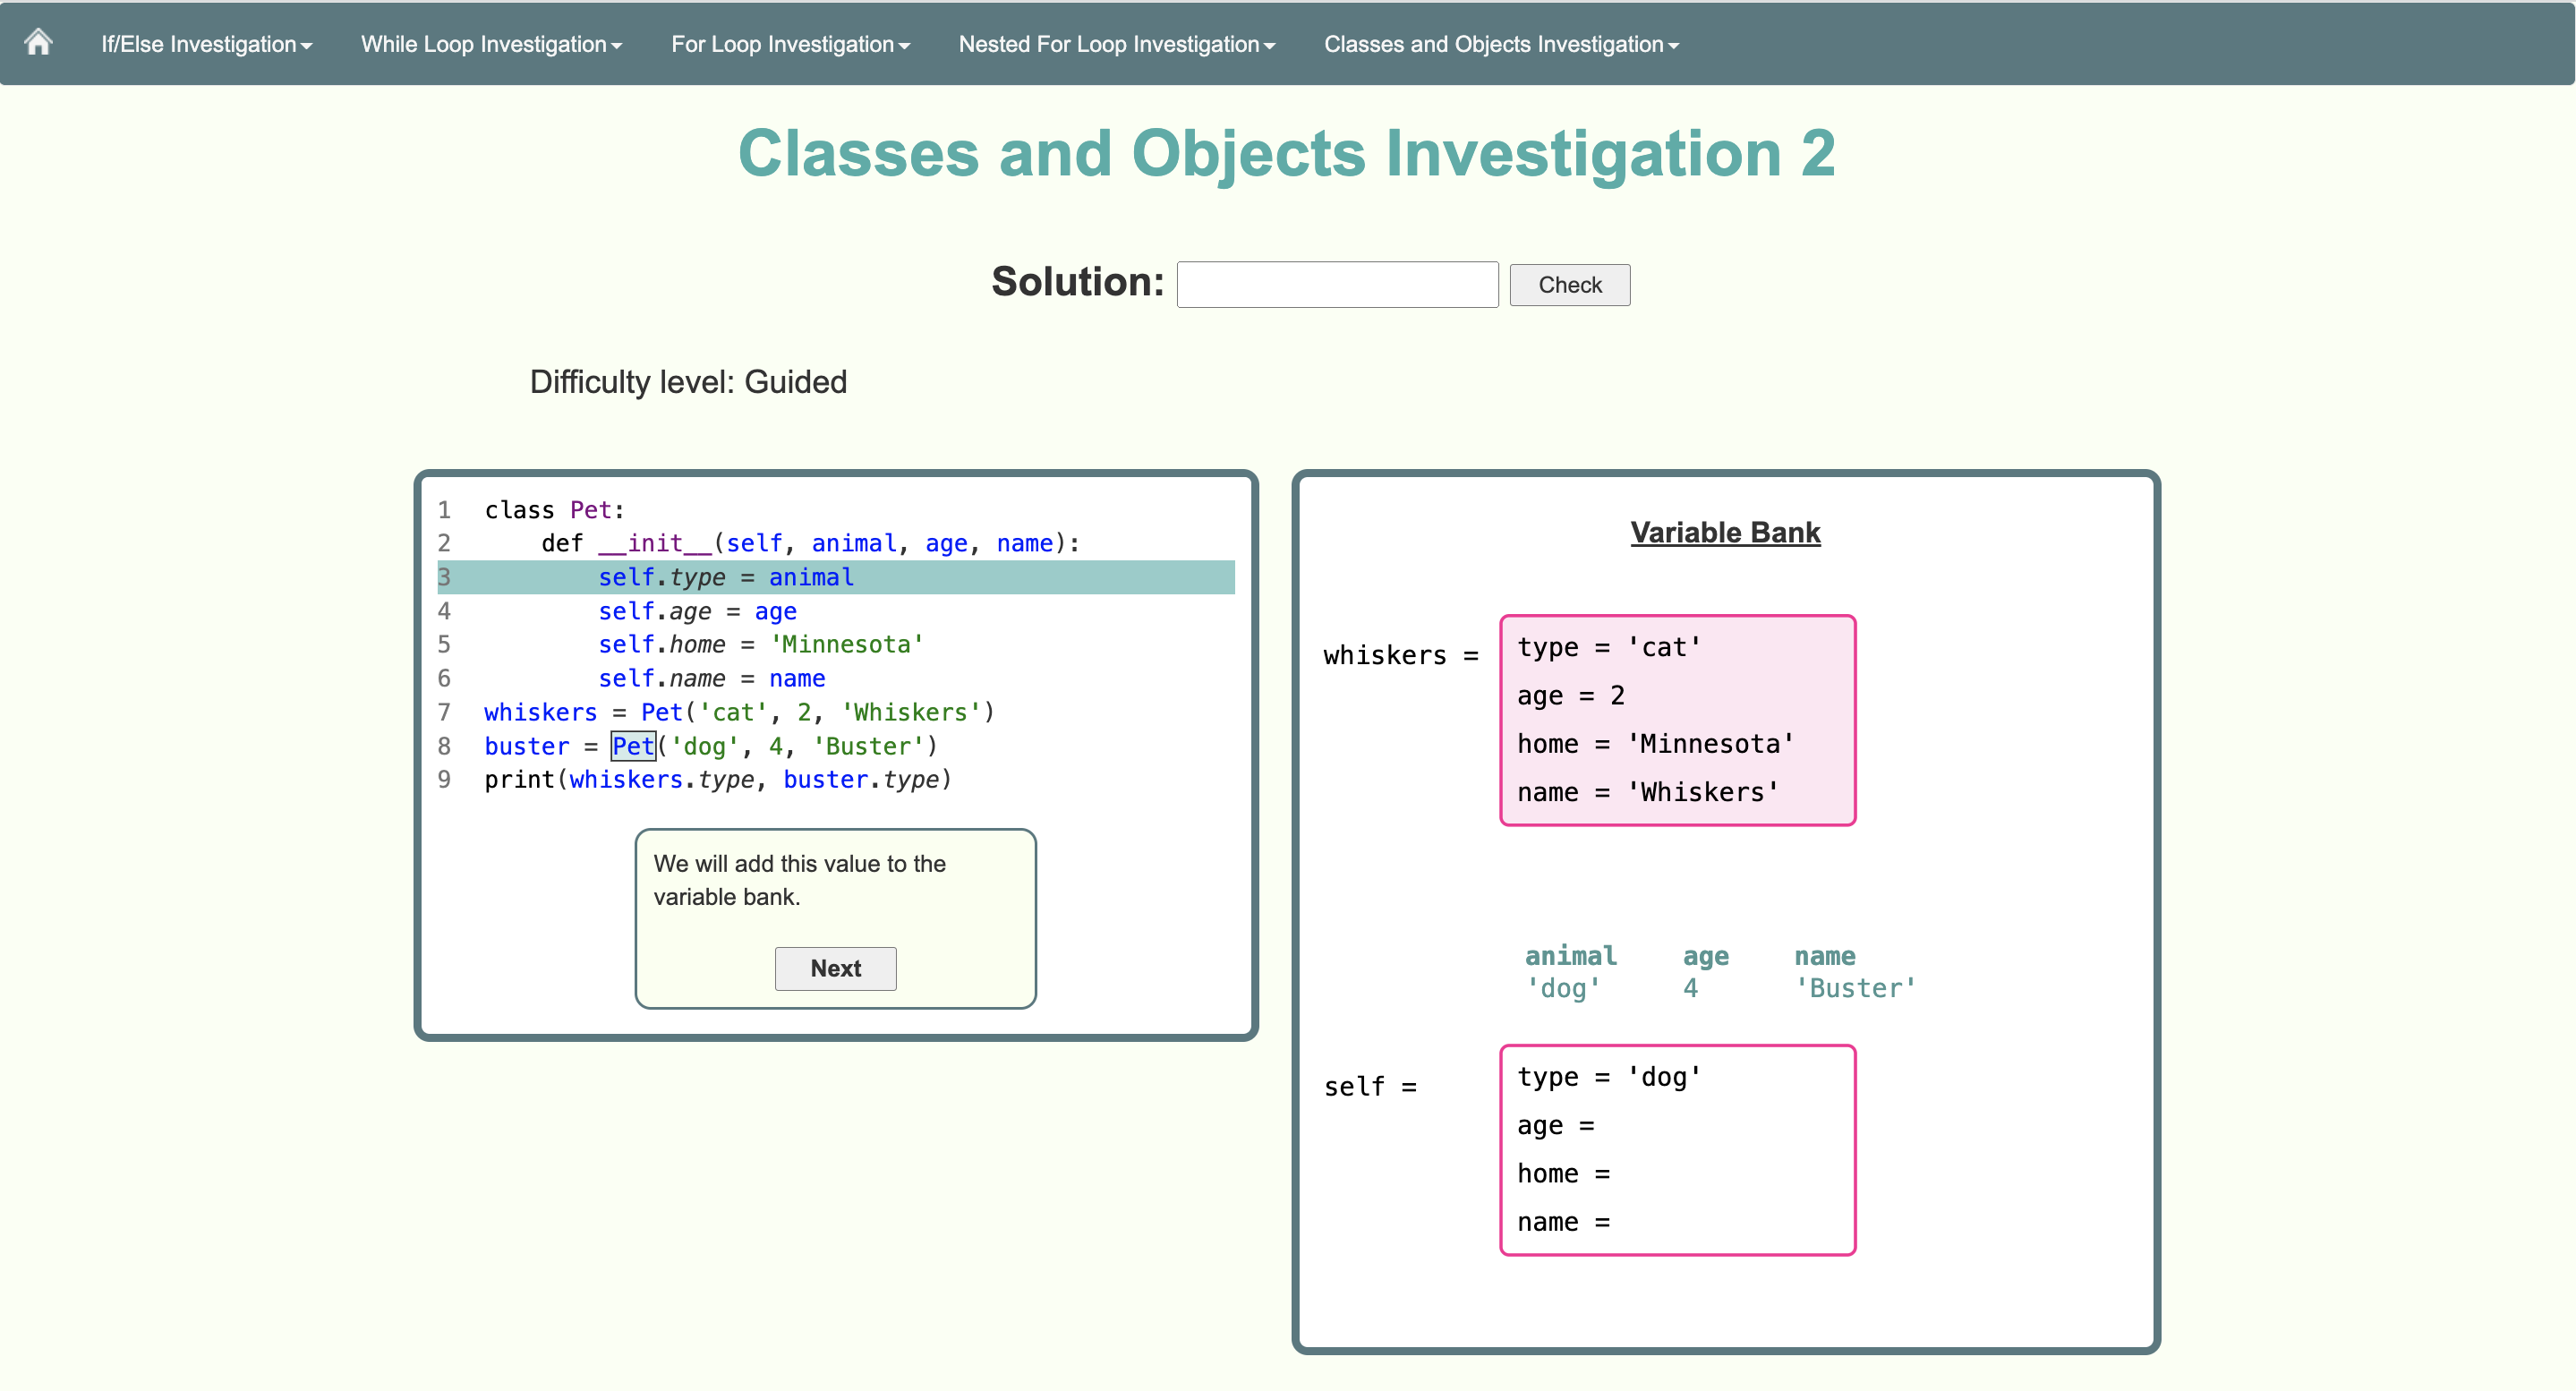 If/Else Investigation While Loop Investigation For Loop Investigation Nested For Loop Investigation Classes and Objects Investigation
Classes and Objects Investigation 2
Solution: Check
Difficulty level: Guided
1 class Pet:
2     def __init__(self, animal, age, name):
3         self.type = animal
4         self.age = age
5         self.home = 'Minnesota'
6         self.name = name
7 whiskers = Pet('cat', 2, 'Whiskers')
8 buster = Pet('dog', 4, 'Buster')
9 print(whiskers.type, buster.type)
We will add this value to the
variable bank.
Next
Variable Bank
whiskers =
type = 'cat'
age = 2
home = 'Minnesota'
name = 'Whiskers'
animal age name
'dog' 4 'Buster'
self =
type = 'dog'
age =
home =
name =